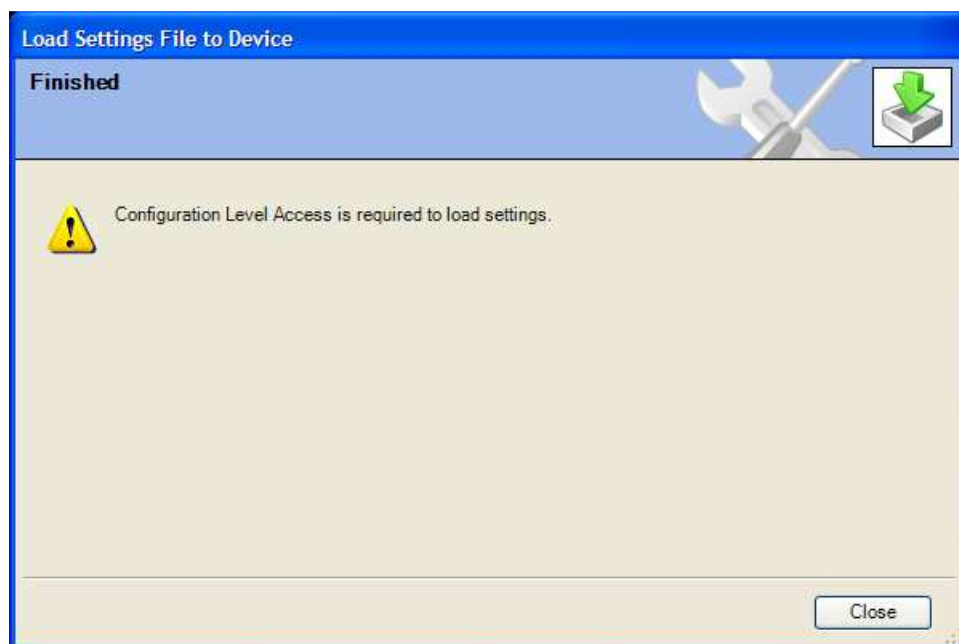 Load Settings File to Device
Finished
Configuration Level Access is required to load settings.
Close